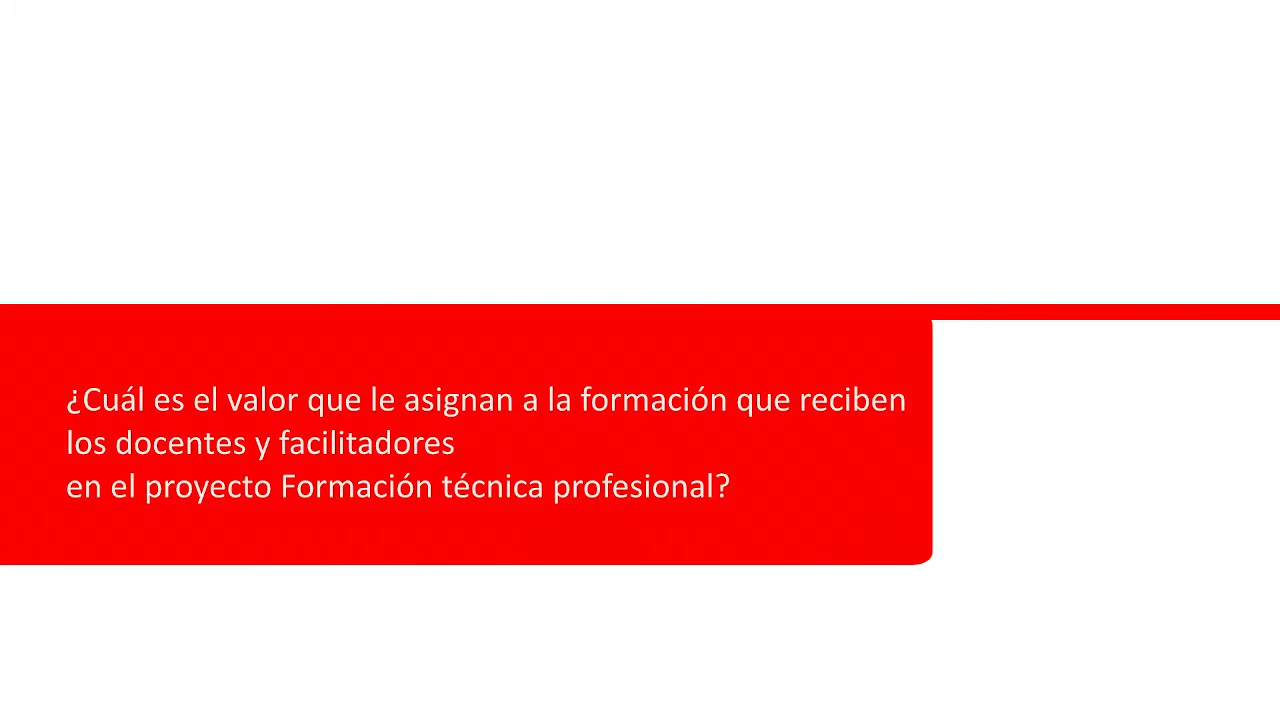 ¿Cuál es el valor que le asignan a la formación que reciben
los docentes y facilitadores
en el proyecto Formación técnica profesional?